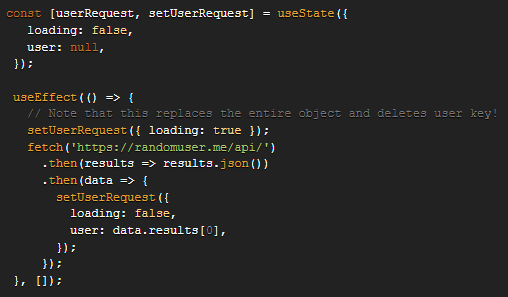 const [userRequest, setUserRequest] = useState({
loading: false,
user: null,
});
useEffect(() => {
// Note that this replaces the entire object and deletes user key!
setUserRequest({ loading: true });
fetch('https://randomuser.me/api/')
.then(results => results.json())
.then(data => {
setUserRequest({
loading: false,
user: data.results[0],
});
});
}, []);